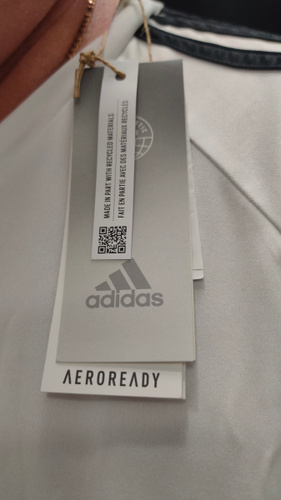 MADE IN PART WITH RECYCLED MATERIALS.
FAIT EN PARTIE AVEC DES MATÉRIAUX RECYCLÉS.
adidas
AEROREADY